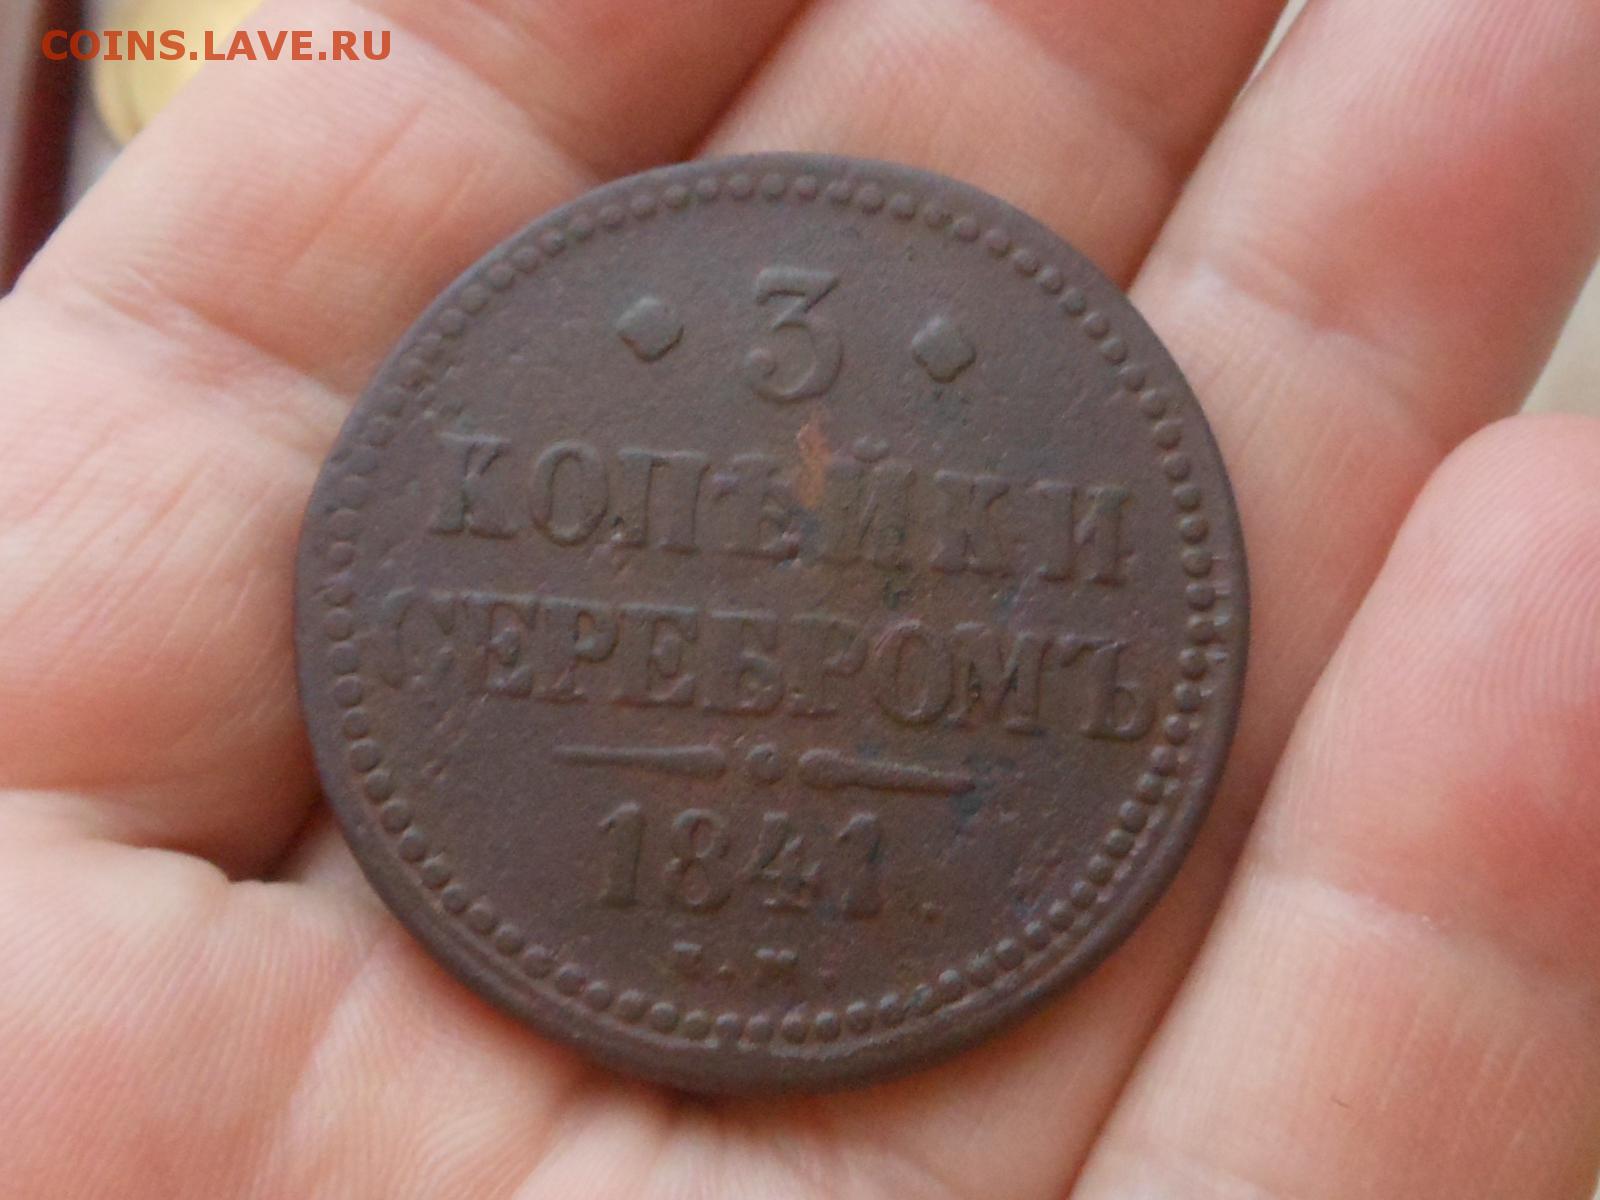 COINS.LAVE.RU
3
КОПѢЙКИ
СЕРЕБРОМЪ
1841.
Е.М.